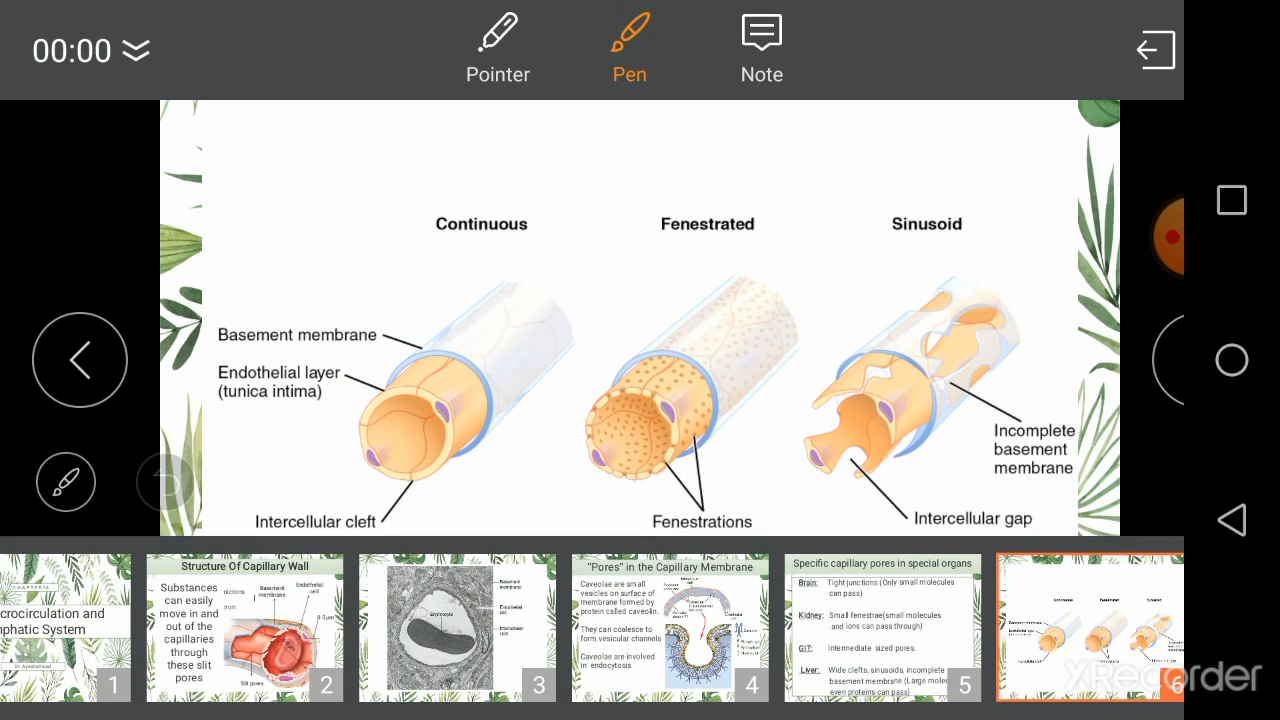 00:00
Pointer
Pen
Note
Continuous
Fenestrated
Sinusoid
Basement membrane
Endothelial layer
(tunica intima)
Intercellular cleft
Fenestrations
Incomplete
basement
membrane
Intercellular gap
CHAPTER16
crocirculation and
phatic System
1
Structure Of Capillary Wall
Substances
can easily
move in and
out of the
capillaries
through
these slit
pores
Basement
membrane
Endothelial
cell
Slit pores
2
3
"Pores" in the Capillary Membrane
Caveolae are small
vesicles on surface of
membrane formed by
protein called caveolin.
They can coalesce to
form vesicular channels
Caveolae are involved
in endocytosis
4
Specific capillary pores in special organs
Brain: Tight junctions (Only small molecules
can pass)
Kidney: Small fenestrae(small molecules
and ions can pass through)
GIT: Intermediate sized pores.
Liver: Wide clefts, sinusoids, incomplete
basement membrane (Large molec
even proteins can pass)
5
Continuous
Fenestrated
Sinusoid
6
XRecorder